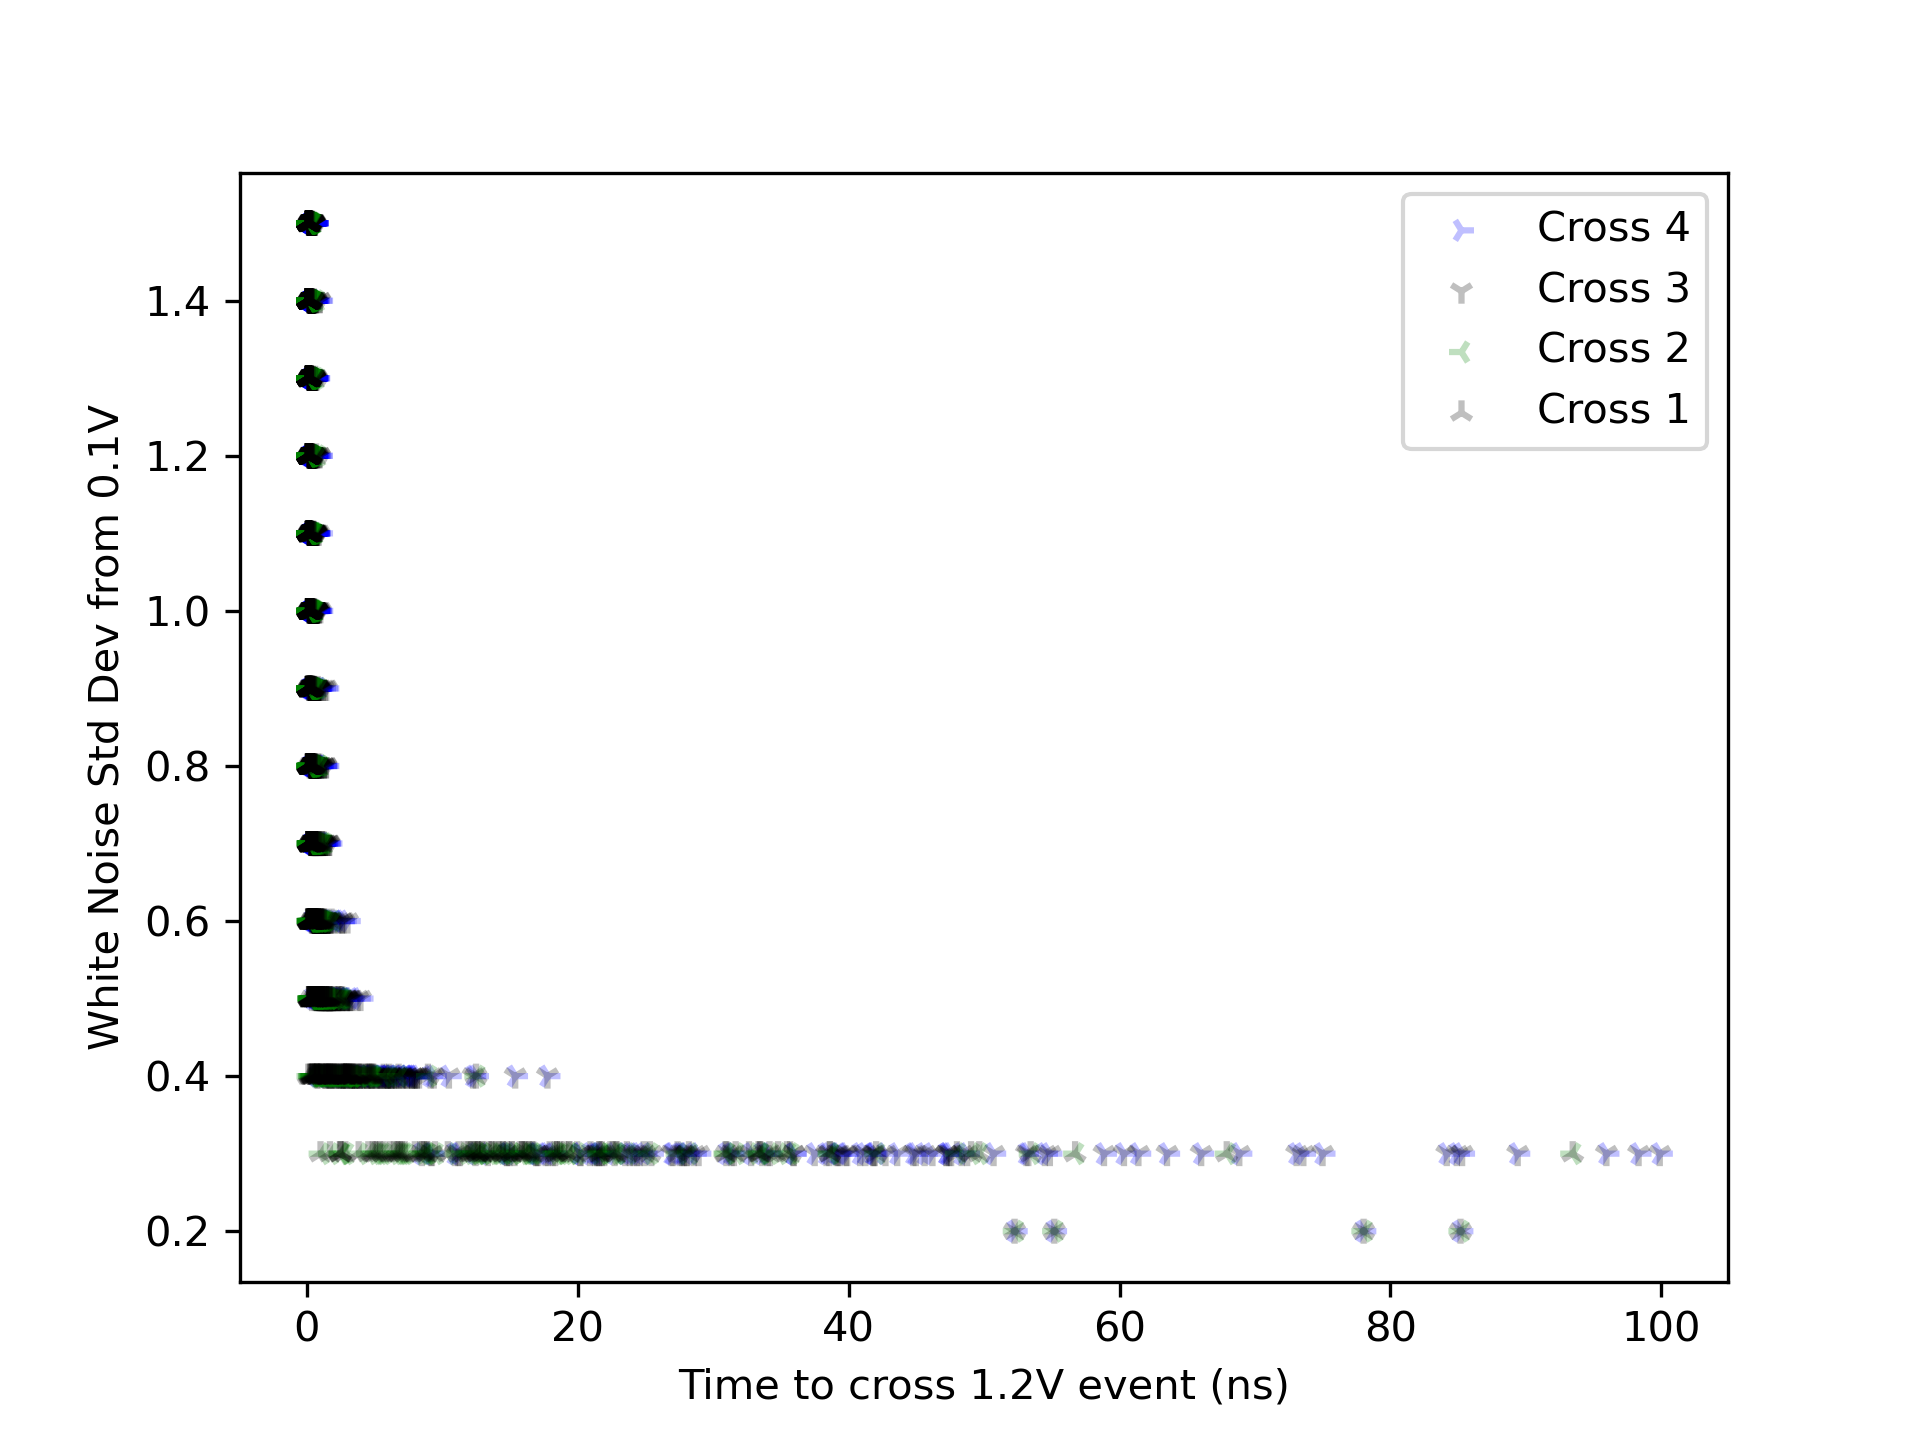 Cross 4
Cross 3
Cross 2
Cross 1
White Noise Std Dev from 0.1V
1.4
1.2
1.0
0.8
0.6
0.4
0.2
0 20 40 60 80 100
Time to cross 1.2V event (ns)